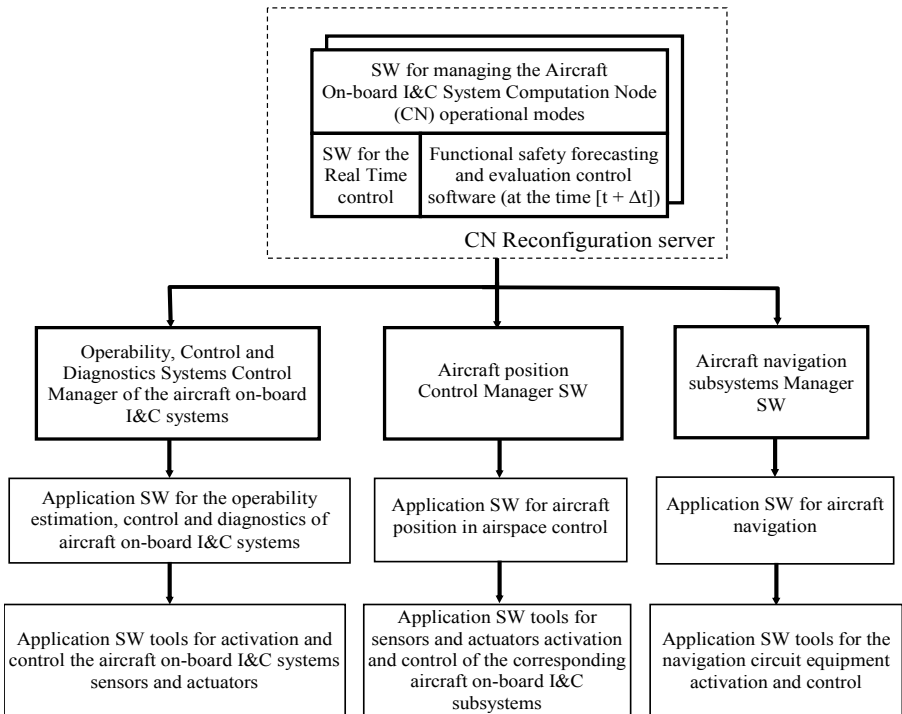 SW for managing the Aircraft
On-board I&C System Computation Node
(CN) operational modes
SW for the
Real Time
control
Functional safety forecasting
and evaluation control
software (at the time [t + Δt])
CN Reconfiguration server
Operability, Control and
Diagnostics Systems Control
Manager of the aircraft on-board
I&C systems
Aircraft position
Control Manager SW
Aircraft navigation
subsystems Manager
SW
Application SW for the operability
estimation, control and diagnostics of
aircraft on-board I&C systems
Application SW for aircraft
position in airspace control
Application SW for aircraft
navigation
Application SW tools for activation and
control the aircraft on-board I&C systems
sensors and actuators
Application SW tools for
sensors and actuators activation
and control of the corresponding
aircraft on-board I&C
subsystems
Application SW tools for the
navigation circuit equipment
activation and control